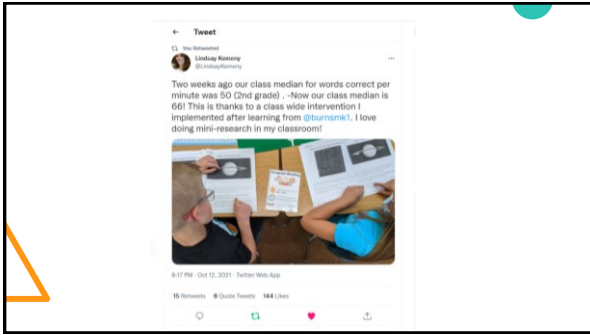 ← Tweet
You Retweeted
Lindsay Kemeny
@LindsayKemeny
Two weeks ago our class median for words correct per
minute was 50 (2nd grade) . -Now our class median is
66! This is thanks to a class wide intervention I
implemented after learning from @burnsmk1. I love
doing mini-research in my classroom!
8:17 PM · Oct 12, 2021 · Twitter Web App
15 Retweets 8 Quote Tweets 144 Likes